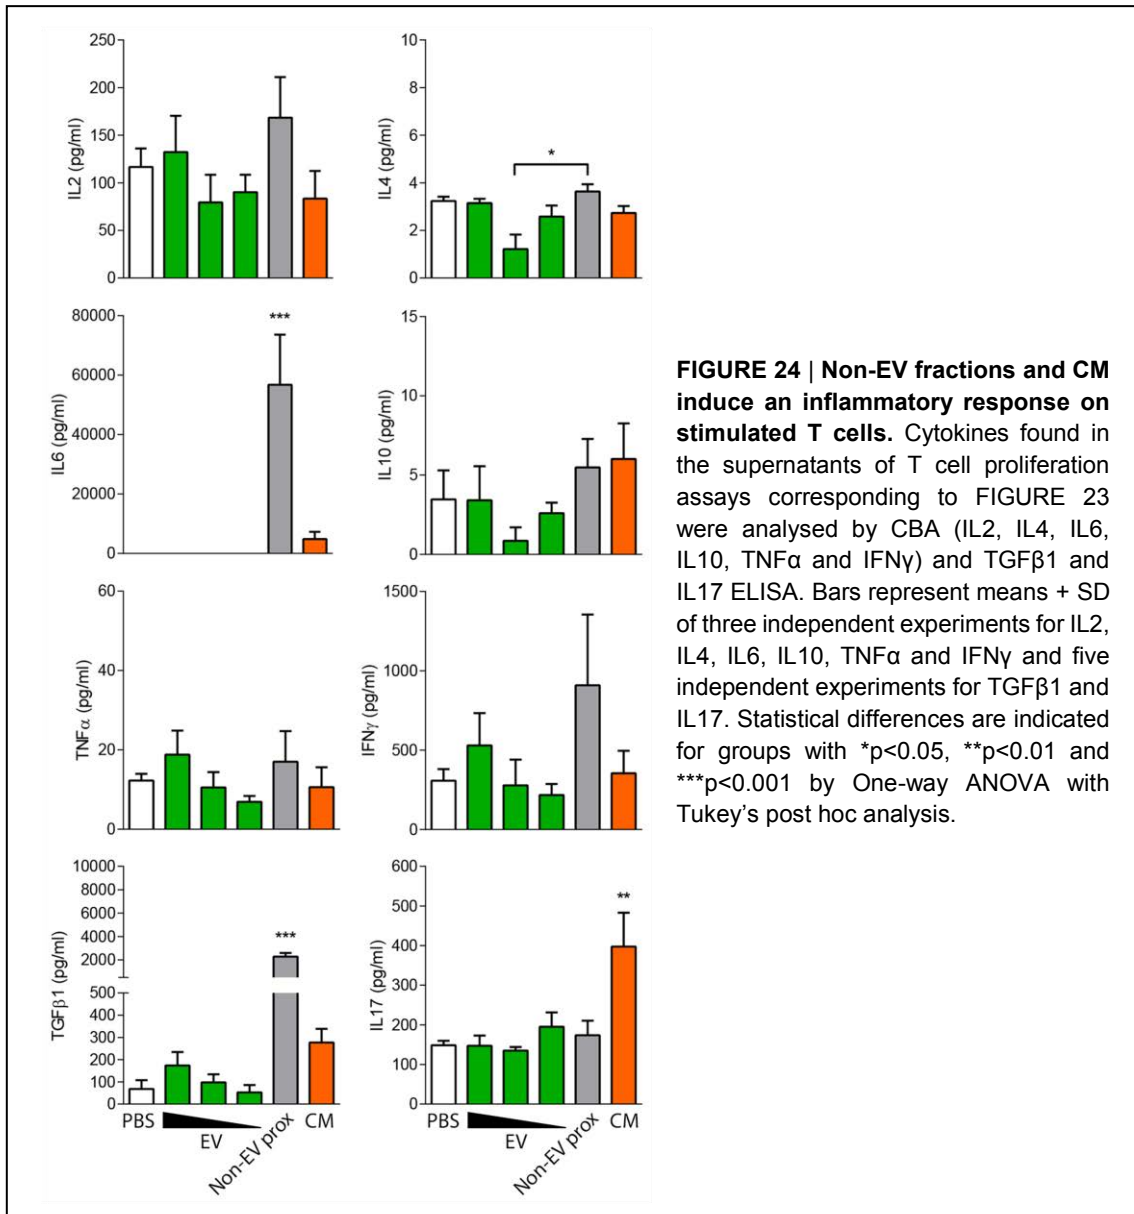 250
200
150
100
50
0
IL2 (pg/ml)
10
8
6
4
2
0
IL4 (pg/ml)
*
80000
60000
40000
20000
0
IL6 (pg/ml)
***
15
10
5
0
IL10 (pg/ml)
60
40
20
0
TNFα (pg/ml)
1500
1000
500
0
IFNγ (pg/ml)
10000
8000
6000
4000
2000
500
400
300
200
100
0
TGFβ1 (pg/ml)
***
600
500
400
300
200
100
0
IL17 (pg/ml)
**
PBS
EV
Non-EV prox
CM
PBS
EV
Non-EV prox
CM
FIGURE 24 | Non-EV fractions and CM
induce an inflammatory response on
stimulated T cells. Cytokines found in
the supernatants of T cell proliferation
assays corresponding to FIGURE 23
were analysed by CBA (IL2, IL4, IL6,
IL10, TNFα and IFNγ) and TGFβ1 and
IL17 ELISA. Bars represent means + SD
of three independent experiments for IL2,
IL4, IL6, IL10, TNFα and IFNγ and five
independent experiments for TGFβ1 and
IL17. Statistical differences are indicated
for groups with *p<0.05, **p<0.01 and
***p<0.001 by One-way ANOVA with
Tukey's post hoc analysis.